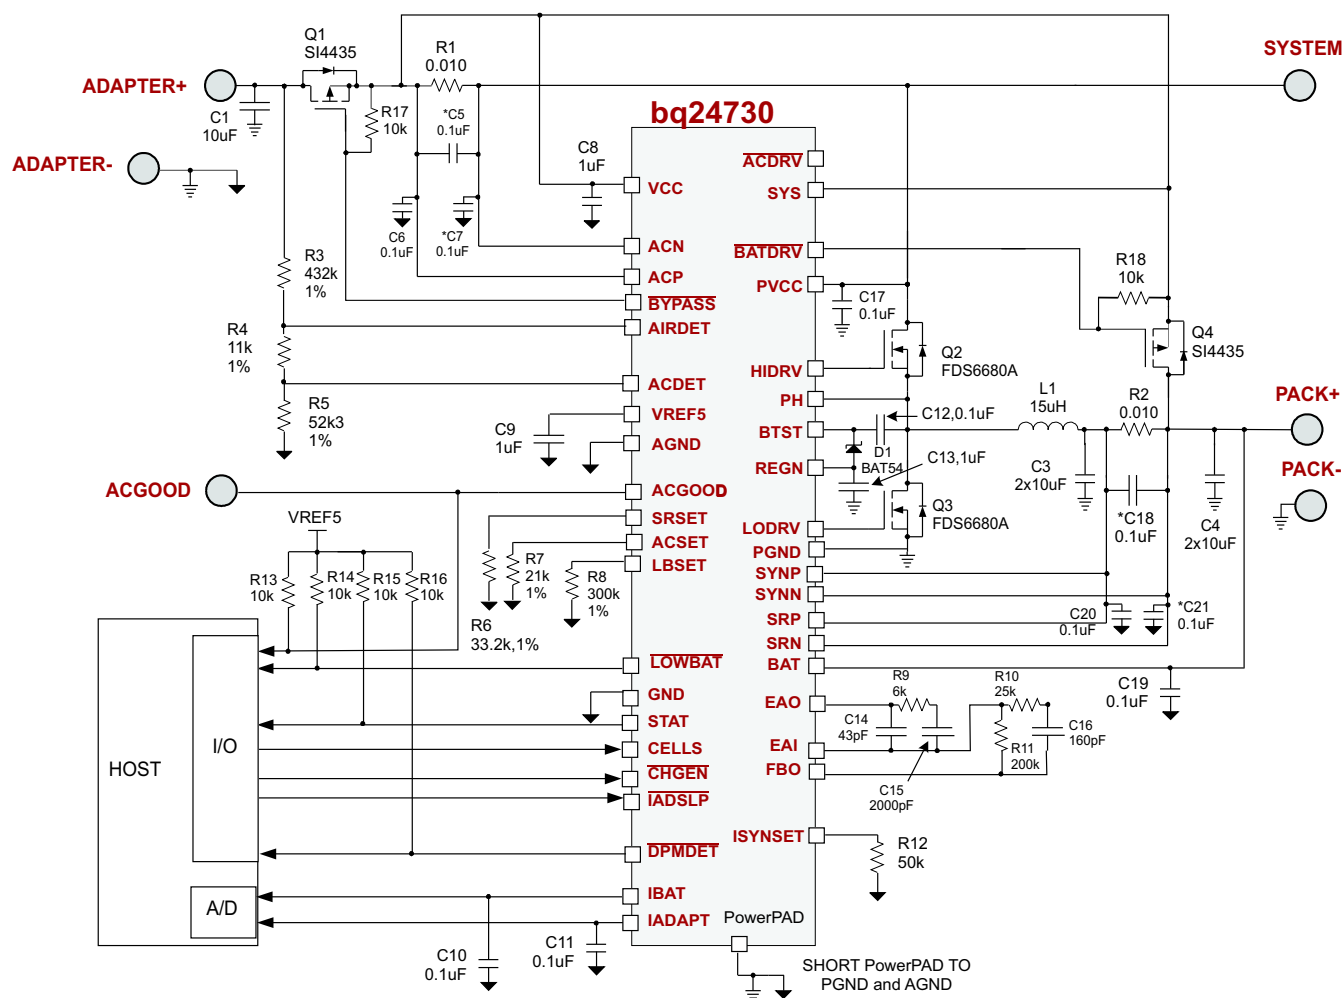 Q1
SI4435
R1
0.010
SYSTEM
ADAPTER+
C1
10uF
R17
10k
*C5
0.1uF
bq24730
ADAPTER-
C8
1uF
C6
0.1uF
*C7
0.1uF
VCC
ACN
ACP
BYPASS
AIRDET
ACDET
VREF5
AGND
ACGOOD
SRSET
ACSET
LBSET
LOWBAT
GND
STAT
CELLS
CHGEN
IADSLP
DPMDET
IBAT
IADAPT
ACDRV
SYS
BATDRV
PVCC
HIDRV
PH
BTST
REGN
LODRV
PGND
SYNP
SYNN
SRP
SRN
BAT
EAO
EAI
FBO
ISYNSET
PowerPAD
R3
432k
1%
R4
11k
1%
R5
52k3
1%
C9
1uF
ACGOOD
VREF5
R13
10k
R14
10k
R15
10k
R16
10k
R7
21k
1%
R8
300k
1%
R6
33.2k,1%
HOST
I/O
A/D
C10
0.1uF
C11
0.1uF
SHORT PowerPAD TO
PGND and AGND
R18
10k
C17
0.1uF
Q4
SI4435
Q2
FDS6680A
L1
15uH
R2
0.010
PACK+
C12,0.1uF
D1
BAT54
C13,1uF
C3
2x10uF
PACK-
Q3
FDS6680A
*C18
0.1uF
C4
2x10uF
C20
0.1uF
*C21
0.1uF
C19
0.1uF
R9
6k
R10
25k
C14
43pF
C16
160pF
R11
200k
C15
2000pF
R12
50k